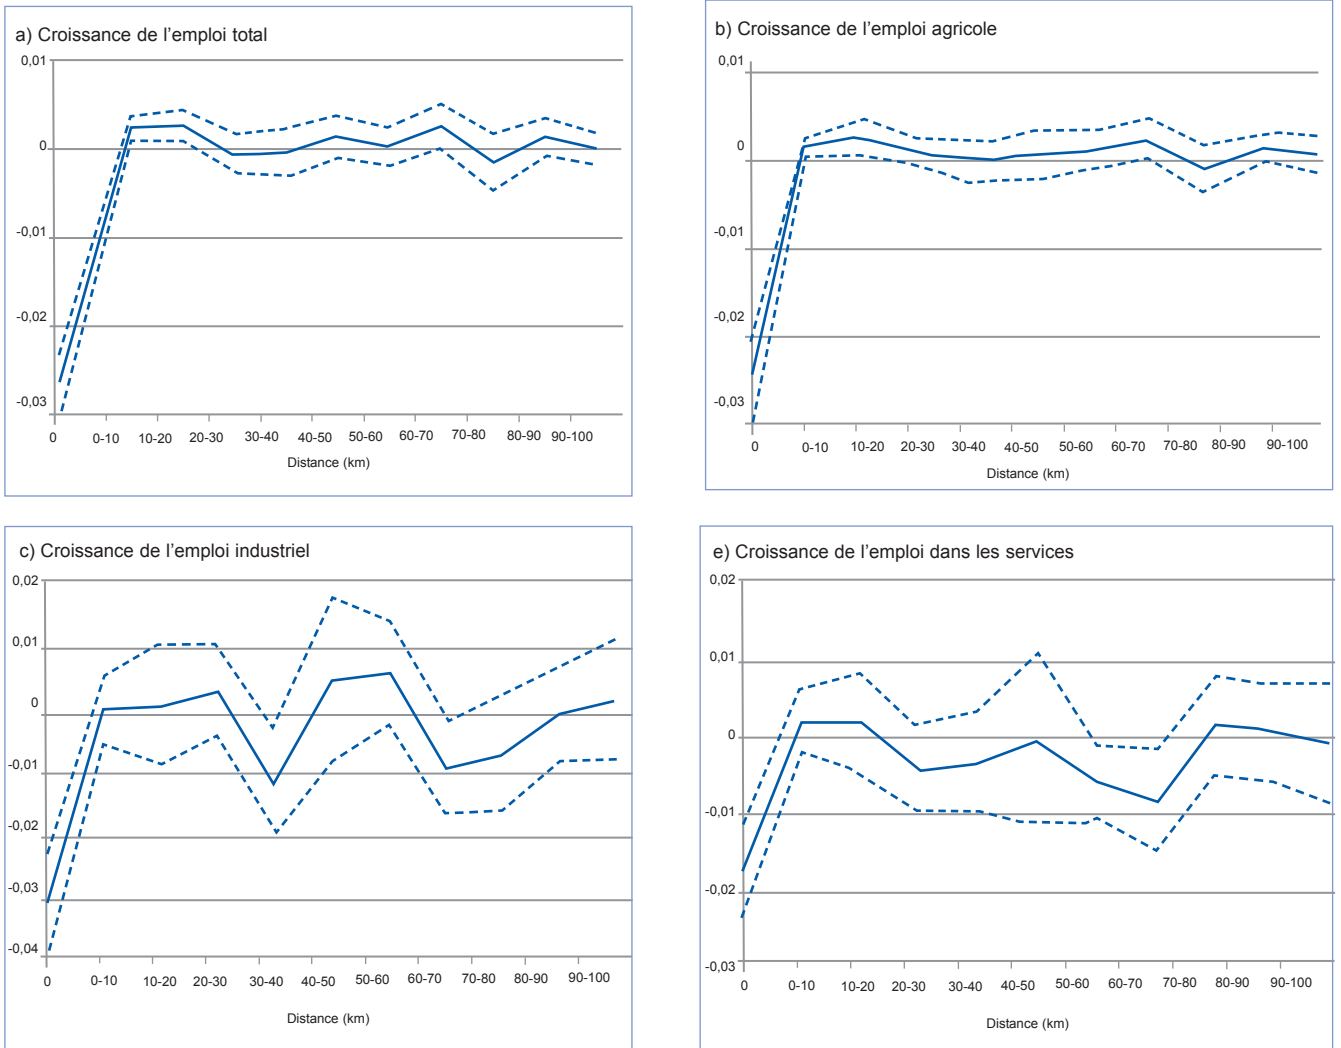 a) Croissance de l'emploi total
0,01
0
-0,01
-0,02
-0,03
0 0-10 10-20 20-30 30-40 40-50 50-60 60-70 70-80 80-90 90-100
Distance (km)
b) Croissance de l'emploi agricole
0,01
0
-0,01
-0,02
-0,03
0 0-10 10-20 20-30 30-40 40-50 50-60 60-70 70-80 80-90 90-100
Distance (km)
c) Croissance de l'emploi industriel
0,02
0,01
0
-0,01
-0,02
-0,03
-0,04
0 0-10 10-20 20-30 30-40 40-50 50-60 60-70 70-80 80-90 90-100
Distance (km)
e) Croissance de l'emploi dans les services
0,02
0,01
0
-0,01
-0,02
-0,03
0 0-10 10-20 20-30 30-40 40-50 50-60 60-70 70-80 80-90 90-100
Distance (km)